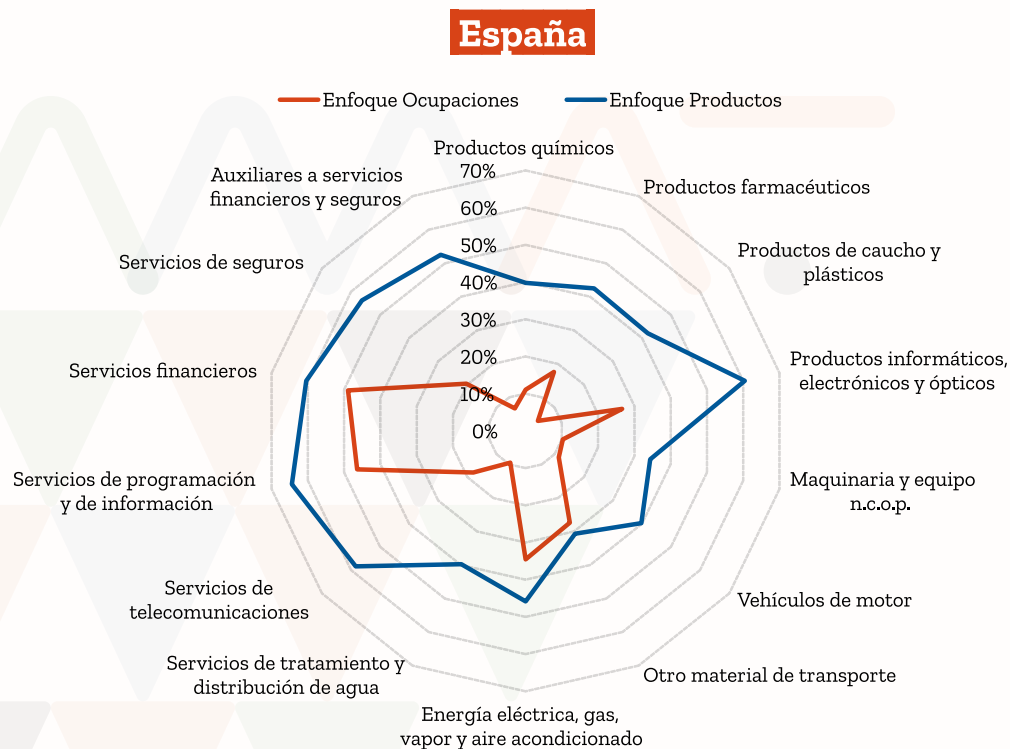 España
Enfoque Ocupaciones
Enfoque Productos
Productos químicos
Productos farmacéuticos
Productos de caucho y
plásticos
Productos informáticos,
electrónicos y ópticos
Maquinaria y equipo
n.c.o.p.
Vehículos de motor
Otro material de transporte
Energía eléctrica, gas,
vapor y aire acondicionado
Servicios de tratamiento y
distribución de agua
Servicios de
telecomunicaciones
Servicios de programación
y de información
Servicios financieros
Servicios de seguros
Auxiliares a servicios
financieros y seguros
70%
60%
50%
40%
30%
20%
10%
0%